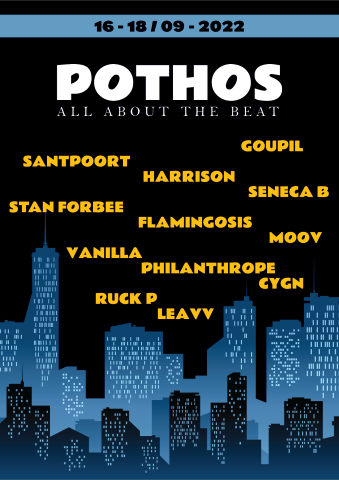 16 - 18 / 09 - 2022
POTHOS
ALL ABOUT THE BEAT
GOUPIL
SANTPOORT
HARRISON
SENECA B
STAN FORBEE
FLAMINGOSIS
MOOV
VANILLA
PHILANTHROPE
CYGN
RUCK P
LEAVV